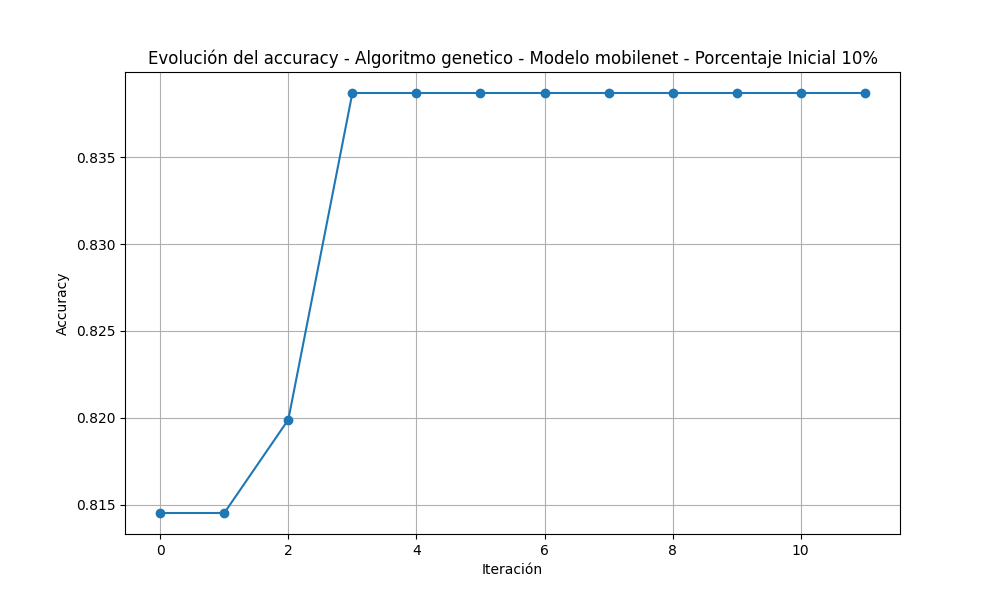 Evolución del accuracy - Algoritmo genetico - Modelo mobilenet - Porcentaje Inicial 10%
0.835
0.830
0.825
0.820
0.815
Accuracy
0 2 4 6 8 10
Iteración